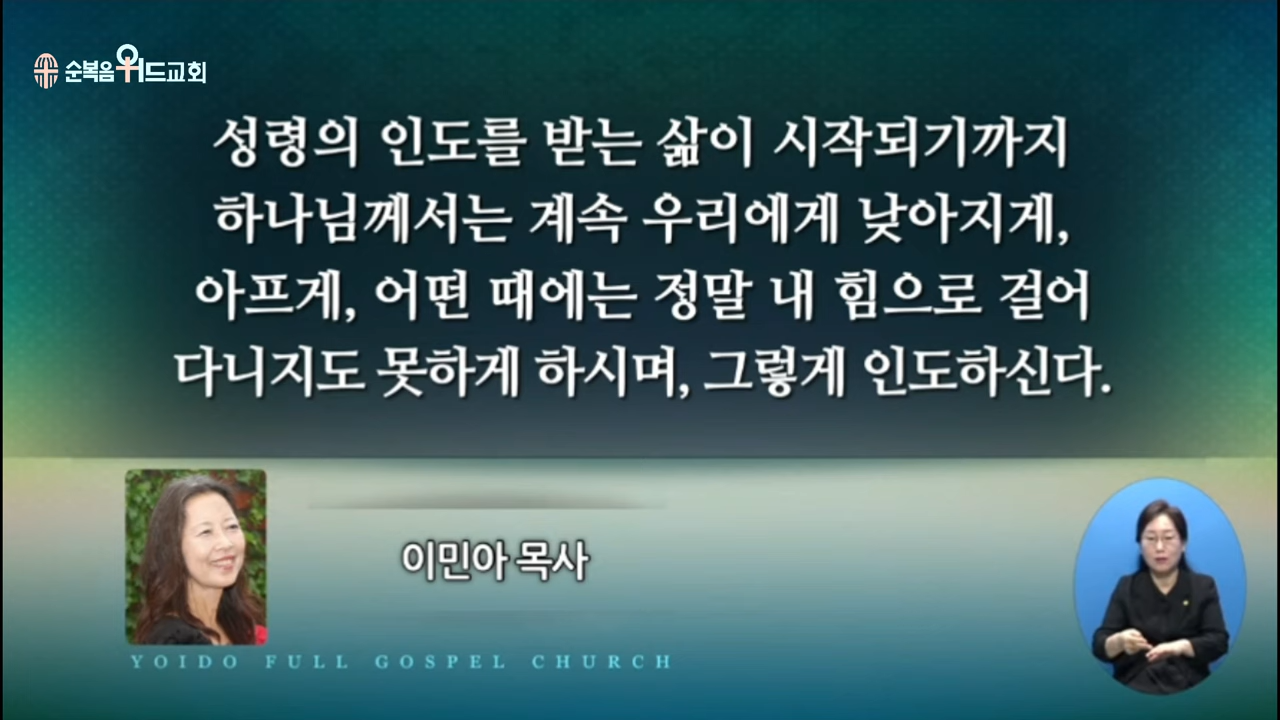 순복음위드교회
성령의 인도를 받는 삶이 시작되기까지
하나님께서는 계속 우리에게 낮아지게,
아프게, 어떤 때에는 정말 내 힘으로 걸어
다니지도 못하게 하시며, 그렇게 인도하신다.
이민아 목사
YOIDO FULL GOSPEL CHURCH